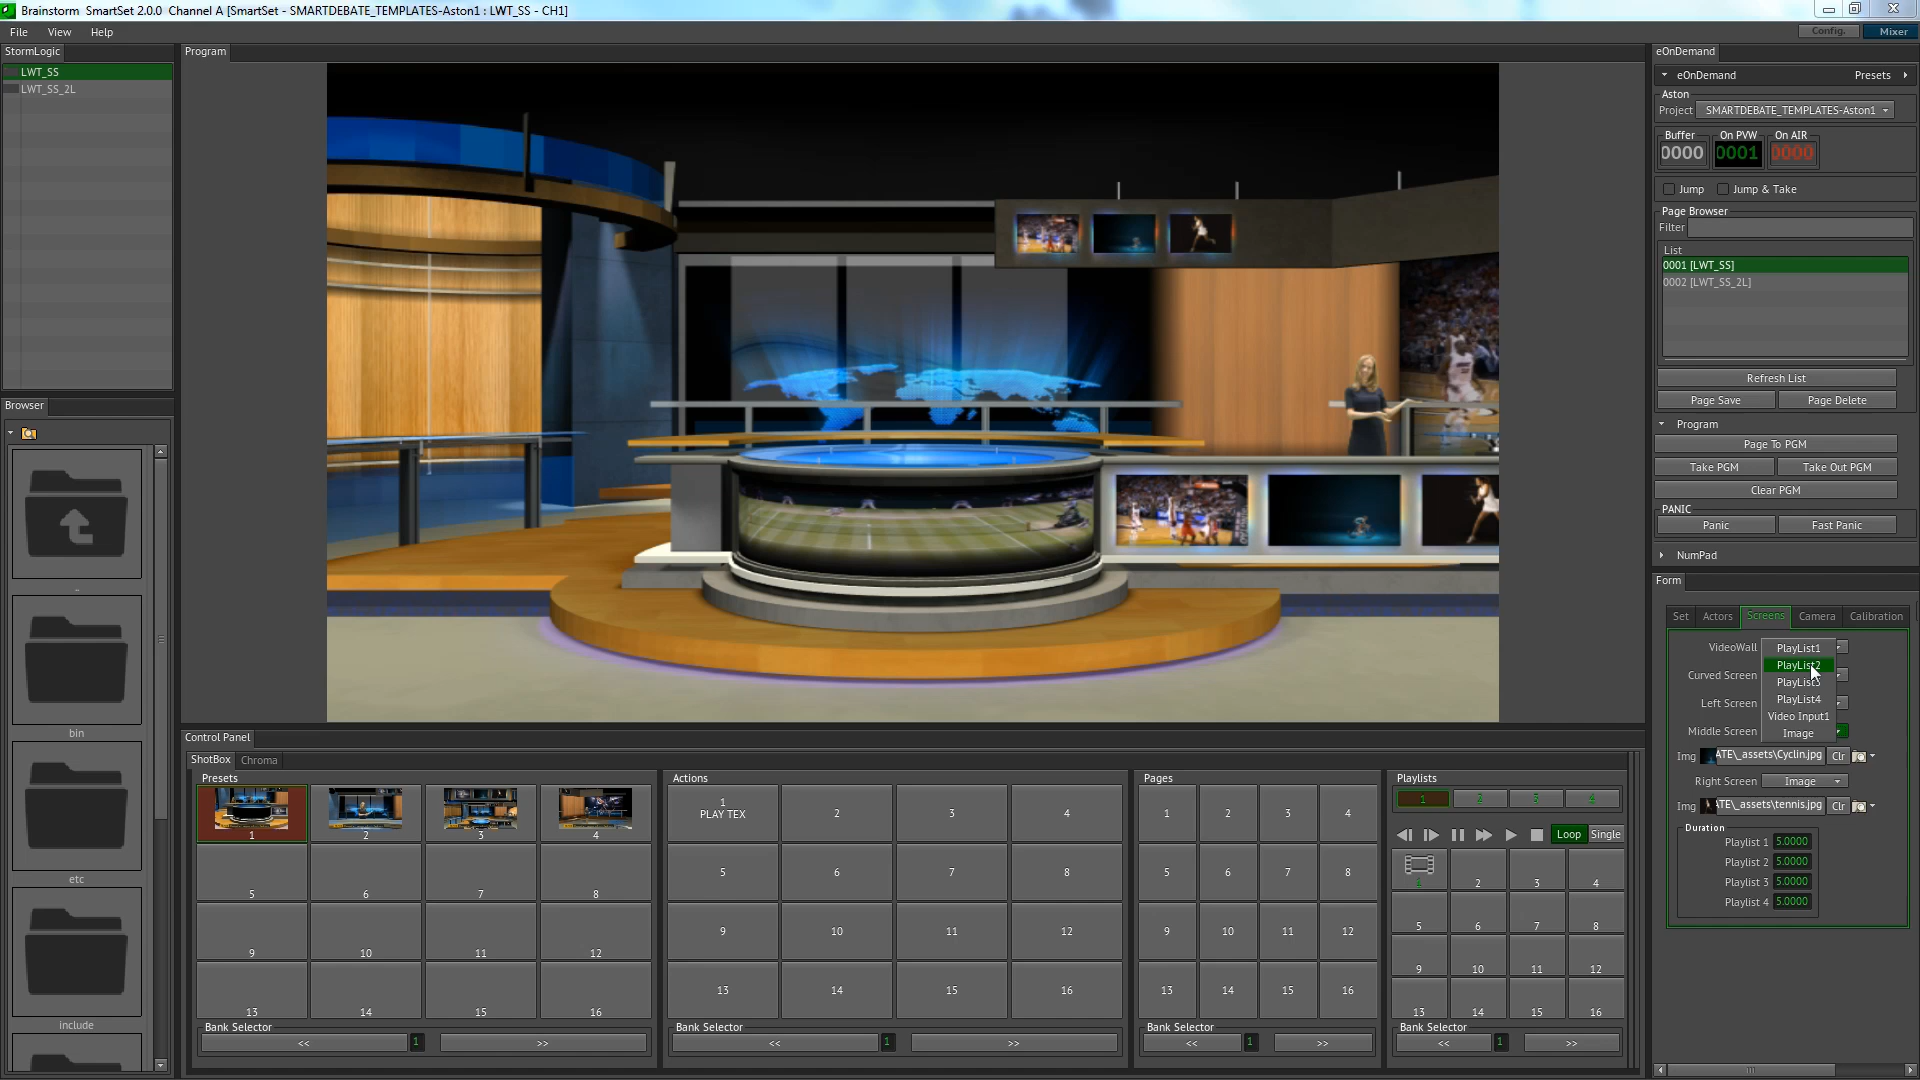 Brainstorm SmartSet 2.0.0 Channel A [SmartSet - SMARTDEBATE_TEMPLATES-Aston1 : LWT_SS - CH1]
File View Help
Config. Mixer
StormLogic
LWT_SS
LWT_SS_2L
Browser
bin
etc
include
Program
Control Panel
ShotBox Chroma
Presets
1 2 3 4
5 6 7 8
9 10 11 12
13 14 15 16
Bank Selector
<< 1 >>
Actions
1 PLAY TEX 2 3 4
5 6 7 8
9 10 11 12
13 14 15 16
Bank Selector
<< 1 >>
Pages
1 2 3 4
5 6 7 8
9 10 11 12
13 14 15 16
Bank Selector
<< 1 >>
Playlists
1 2 3 4
Loop Single
1 2 3 4
5 6 7 8
9 10 11 12
13 14 15 16
Bank Selector
<< 1 >>
eOnDemand
eOnDemand Presets
Aston
Project SMARTDEBATE_TEMPLATES-Aston1
Buffer On PVW On AIR
0000 0001 0000
Jump Jump & Take
Page Browser
Filter
List
0001 [LWT_SS]
0002 [LWT_SS_2L]
Refresh List
Page Save Page Delete
Program
Page To PGM
Take PGM Take Out PGM
Clear PGM
PANIC
Panic Fast Panic
NumPad
Form
Set Actors Screens Camera Calibration
VideoWall PlayList1
PlayList2
Curved Screen PlayList3
Left Screen PlayList4
Video Input1
Middle Screen Image
Img ATE\_assets\Cyclin.jpg Clr
Right Screen Image
Img ATE\_assets\tennis.jpg Clr
Duration
Playlist 1 5.0000
Playlist 2 5.0000
Playlist 3 5.0000
Playlist 4 5.0000